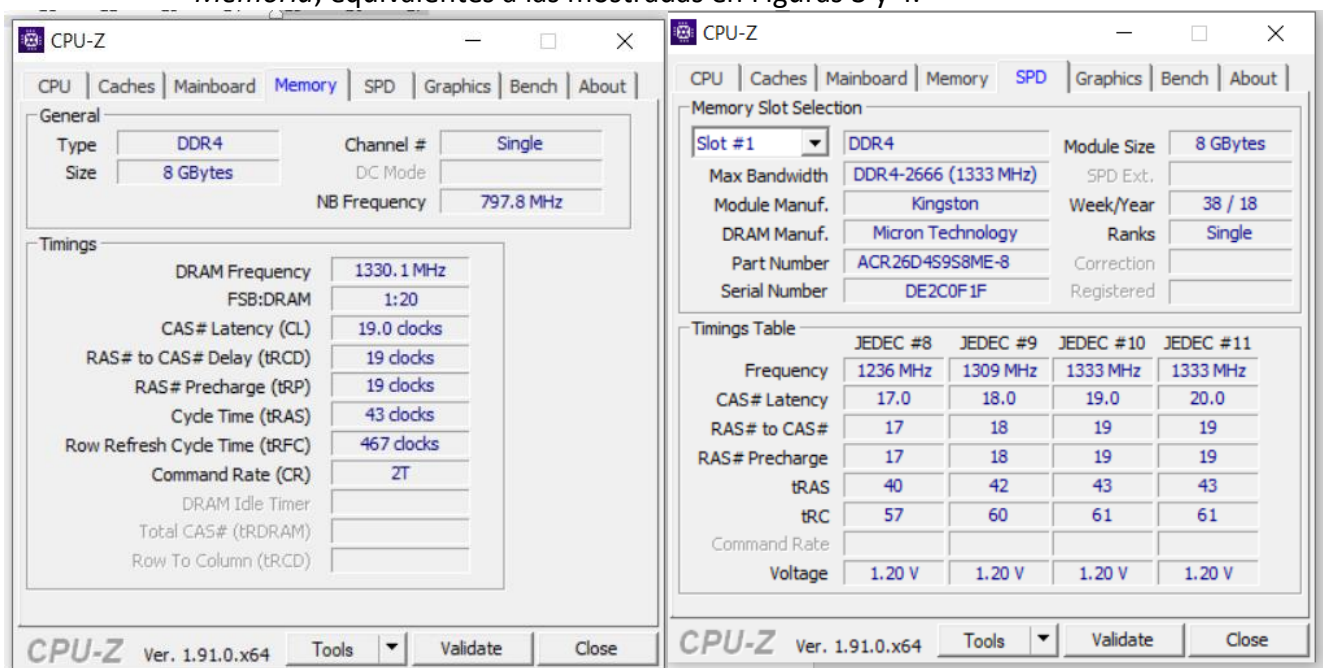 Memoria, equivalentes a las mostradas en Figuras 3 y 4.
CPU-Z
CPU Caches Mainboard Memory SPD Graphics Bench About
General
Type DDR4 Channel # Single
Size 8 GBytes DC Mode
NB Frequency 797.8 MHz
Timings
DRAM Frequency 1330.1 MHz
FSB:DRAM 1:20
CAS# Latency (CL) 19.0 clocks
RAS# to CAS# Delay (tRCD) 19 clocks
RAS# Precharge (tRP) 19 clocks
Cycle Time (tRAS) 43 clocks
Row Refresh Cycle Time (tRFC) 467 clocks
Command Rate (CR) 2T
DRAM Idle Timer
Total CAS# (tRDRAM)
Row To Column (tRCD)
CPU-Z Ver. 1.91.0.x64 Tools Validate Close
CPU-Z
CPU Caches Mainboard Memory SPD Graphics Bench About
Memory Slot Selection
Slot #1 DDR4 Module Size 8 GBytes
Max Bandwidth DDR4-2666 (1333 MHz) SPD Ext.
Module Manuf. Kingston Week/Year 38 / 18
DRAM Manuf. Micron Technology Ranks Single
Part Number ACR26D4S9S8ME-8 Correction
Serial Number DE2C0F1F Registered
Timings Table
JEDEC #8 JEDEC #9 JEDEC #10 JEDEC #11
Frequency 1236 MHz 1309 MHz 1333 MHz 1333 MHz
CAS# Latency 17.0 18.0 19.0 20.0
RAS# to CAS# 17 18 19 19
RAS# Precharge 17 18 19 19
tRAS 40 42 43 43
tRC 57 60 61 61
Command Rate
Voltage 1.20 V 1.20 V 1.20 V 1.20 V
CPU-Z Ver. 1.91.0.x64 Tools Validate Close